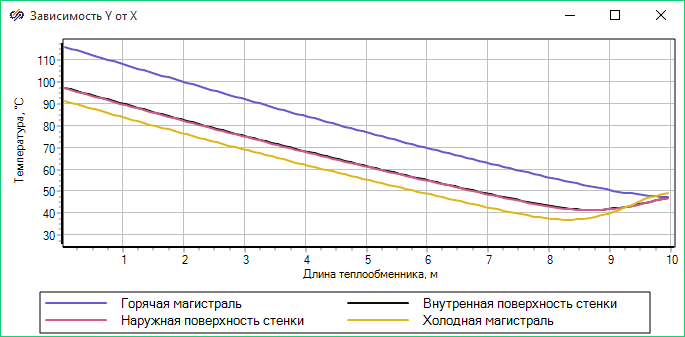 Зависимость Y от X
Температура, °C
110
100
90
80
70
60
50
40
30
1 2 3 4 5 6 7 8 9 10
Длина теплообменника, м
Горячая магистраль Внутренная поверхность стенки
Наружная поверхность стенки Холодная магистраль